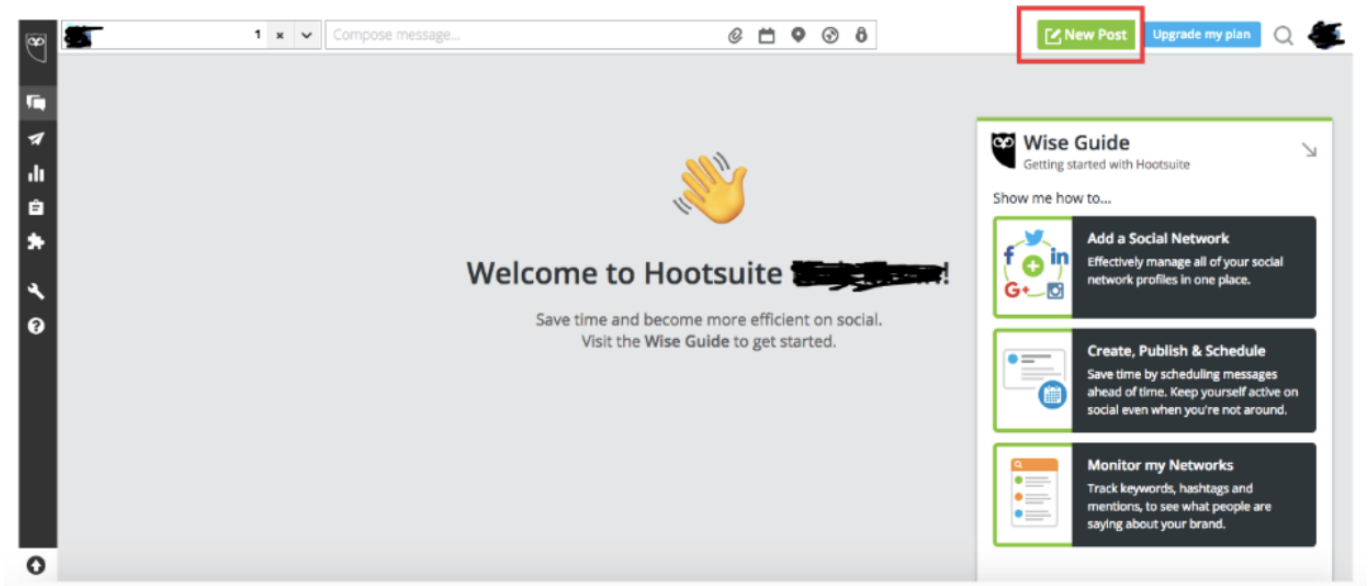 1
Compose message...
New Post
Upgrade my plan
Welcome to Hootsuite !
Save time and become more efficient on social.
Visit the Wise Guide to get started.
Wise Guide
Getting started with Hootsuite
Show me how to...
Add a Social Network
Effectively manage all of your social
network profiles in one place.
Create, Publish & Schedule
Save time by scheduling messages
ahead of time. Keep yourself active on
social even when you're not around.
Monitor my Networks
Track keywords, hashtags and
mentions, to see what people are
saying about your brand.